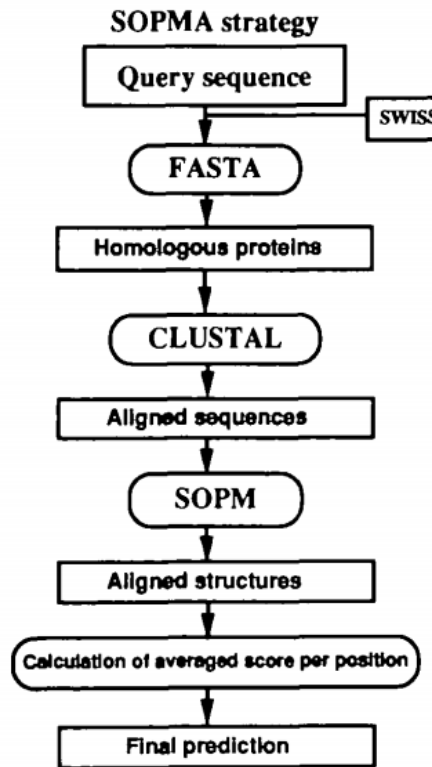 SOPMA strategy
Query sequence
SWISS
FASTA
Homologous proteins
CLUSTAL
Aligned sequences
SOPM
Aligned structures
Calculation of averaged score per position
Final prediction